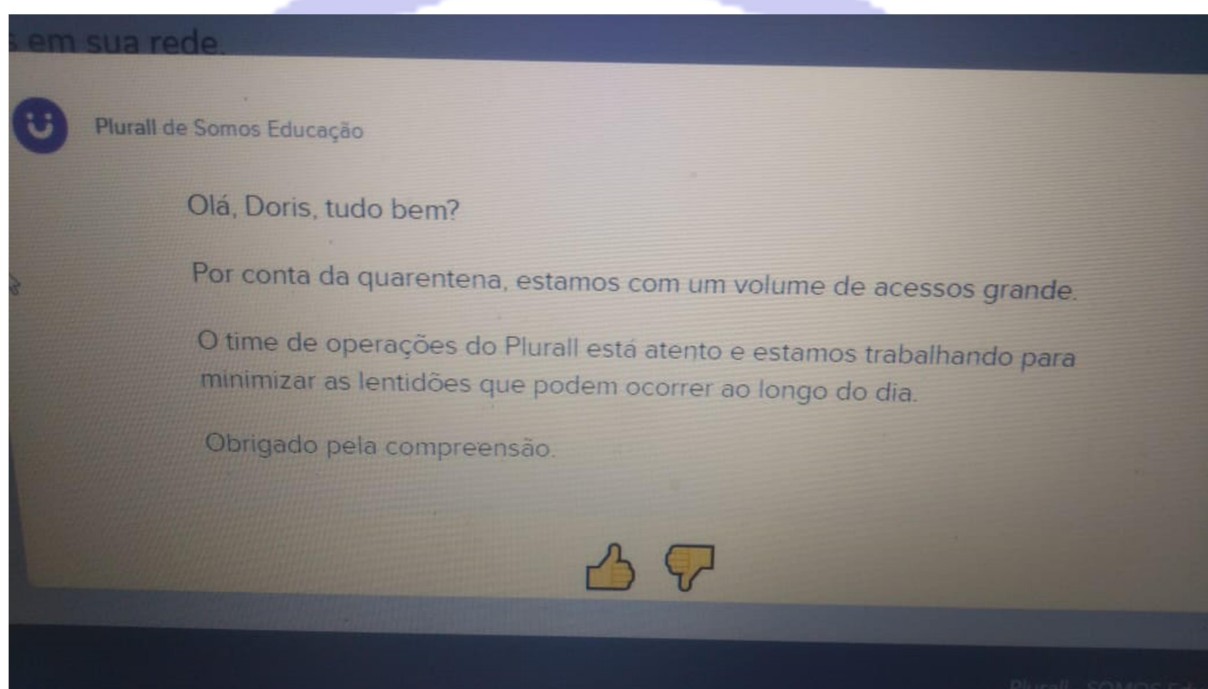 em sua rede.
Plurall de Somos Educação
Olá, Doris, tudo bem?
Por conta da quarentena, estamos com um volume de acessos grande.
O time de operações do Plurall está atento e estamos trabalhando para
minimizar as lentidões que podem ocorrer ao longo do dia.
Obrigado pela compreensão.
Plurall SOMOS